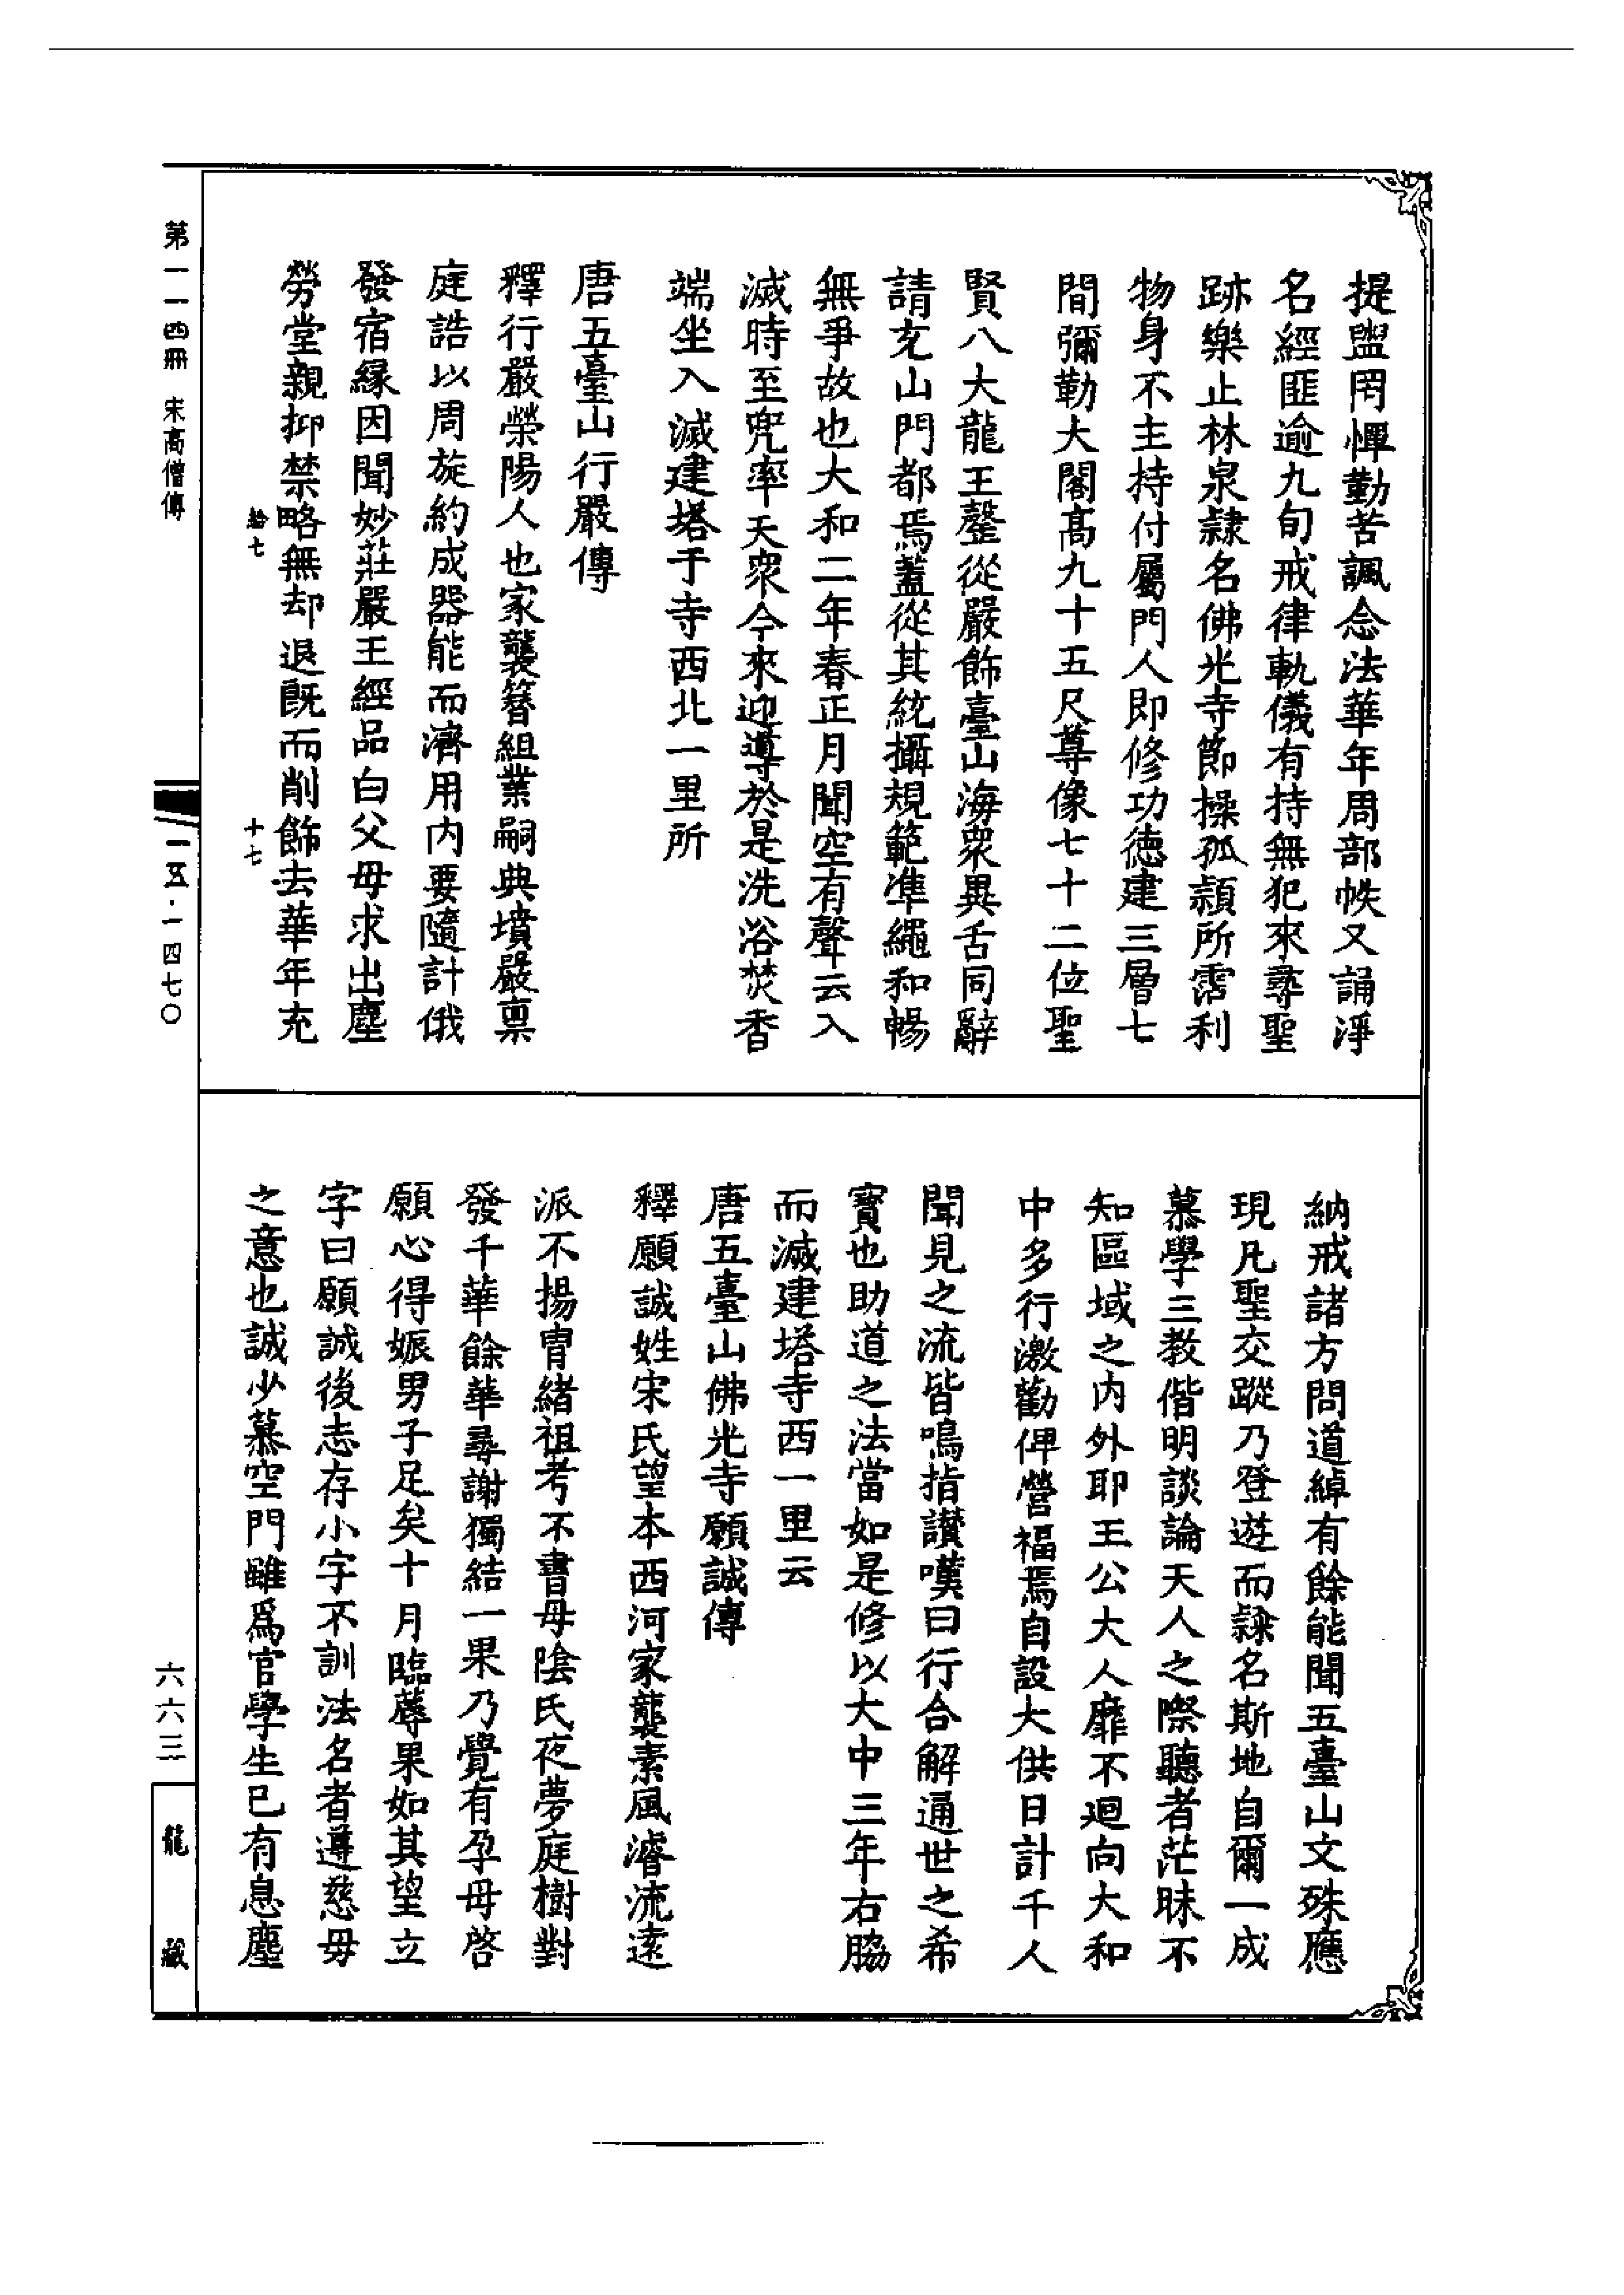 提盥罔憚勤苦諷念法華年周部帙又誦淨
名經匪逾九旬戒律軌儀有持無犯來尋聖
跡樂止林泉隷名佛光寺節操孤頴所霑利
物身不主持付屬門人即修功德建三層七
間彌勒大閣高九十五尺尊像七十二位聖
賢八大龍王罄從嚴飾臺山海衆異舌同辭
請充山門都焉蓋從其統攝規範準繩和暢
無爭故也大和二年春正月聞空有聲云入
滅時至兜率天衆今來迎導於是洗浴焚香
端坐入滅建塔于寺西北一里所
唐五臺山行嚴傳
釋行嚴滎陽人也家襲簪組業嗣典墳嚴禀
庭誥以周旋約成器能而濟用内要隨計俄
發宿縁因聞妙莊嚴王經品白父母求出塵
勞堂親抑禁略無却退旣而削飾去華年充
納戒諸方問道綽有餘能聞五臺山文殊應
現凡聖交蹤乃登遊而隷名斯地自爾一成
慕學三教偕明談論天人之際聽者茫昧不
知區域之内外耶王公大人靡不迴向大和
中多行激勸俾營福焉自設大供日計千人
聞見之流皆鳴指讃嘆曰行合解通世之希
寳也助道之法當如是修以大中三年右脇
而滅建塔寺西一里云
唐五臺山佛光寺願誠傳
釋願誠姓宋氏望本西河家襲素風濬流遠
派不揚冑緒祖考不書母陰氏夜夢庭樹對
發千華餘華尋謝獨結一果乃覺有孕母啓
願心得娠男子足矣十月臨蓐果如其望立
字曰願誠後志存小字不訓法名者遵慈母
之意也誠少慕空門雖爲官學生已有息塵
第一一四冊 宋高僧傳
一五·一四七〇
六六三
龍藏
給七
十七